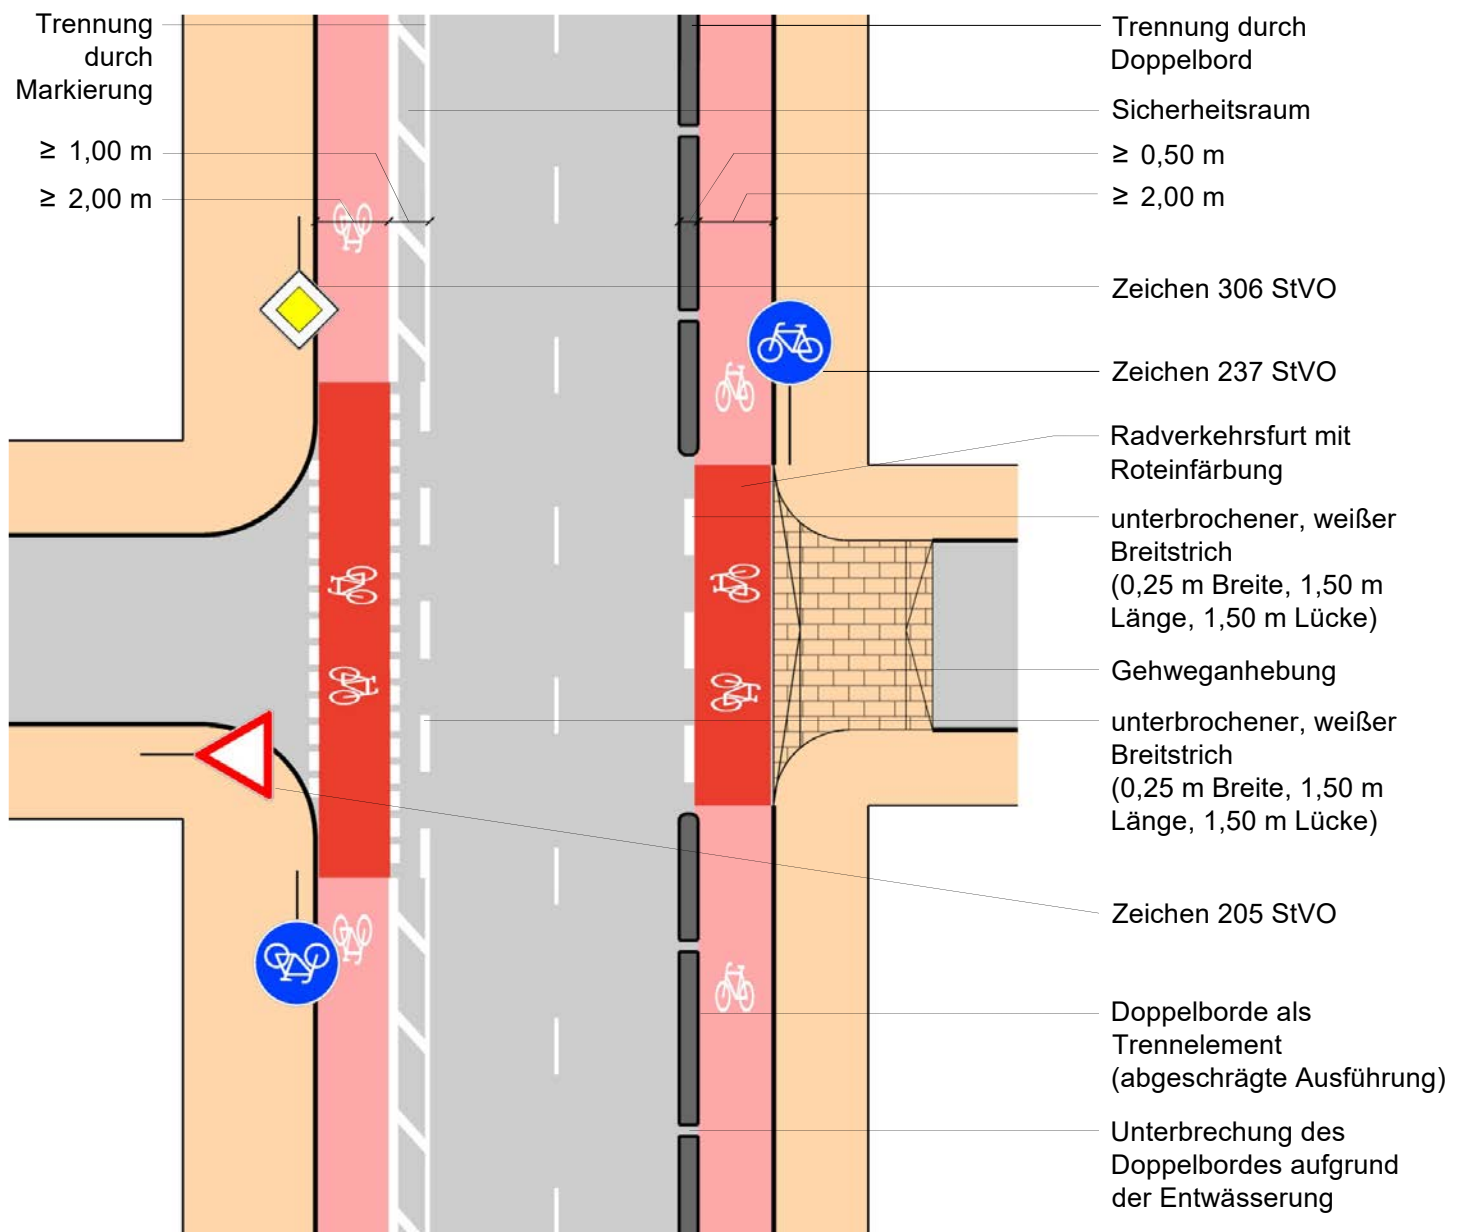 Trennung
durch
Markierung
≥ 1,00 m
≥ 2,00 m
Trennung durch
Doppelbord
Sicherheitsraum
≥ 0,50 m
≥ 2,00 m
Zeichen 306 StVO
Zeichen 237 StVO
Radverkehrsfurt mit
Roteinfärbung
unterbrochener, weißer
Breitstrich
(0,25 m Breite, 1,50 m
Länge, 1,50 m Lücke)
Gehweganhebung
unterbrochener, weißer
Breitstrich
(0,25 m Breite, 1,50 m
Länge, 1,50 m Lücke)
Zeichen 205 StVO
Doppelborde als
Trennelement
(abgeschrägte Ausführung)
Unterbrechung des
Doppelbordes aufgrund
der Entwässerung